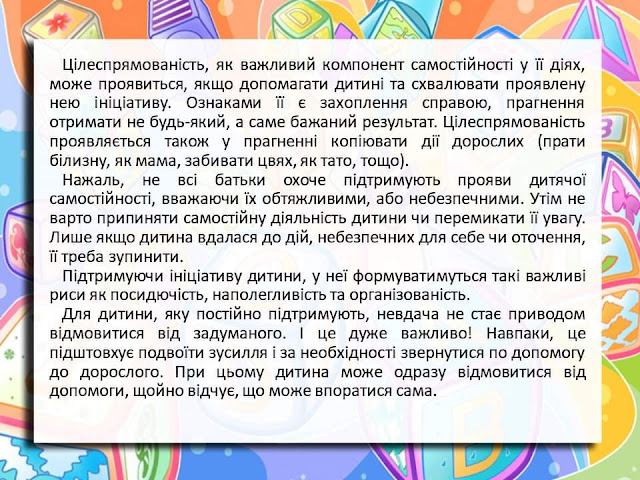 Цілеспрямованість, як важливий компонент самостійності у її діях,
може проявиться, якщо допомагати дитині та схвалювати проявлену
нею ініціативу. Ознаками її є захоплення справою, прагнення
отримати не будь-який, а саме бажаний результат. Цілеспрямованість
проявляється також у прагненні копіювати дії дорослих (прати
білизну, як мама, забивати цвях, як тато, тощо).
Нажаль, не всі батьки охоче підтримують прояви дитячої
самостійності, вважаючи їх обтяжливими, або небезпечними. Утім не
варто припиняти самостійну діяльність дитини чи перемикати її увагу.
Лише якщо дитина вдалася до дій, небезпечних для себе чи оточення,
її треба зупинити.
Підтримуючи ініціативу дитини, у неї формуватимуться такі важливі
риси як посидючість, наполегливість та організованість.
Для дитини, яку постійно підтримують, невдача не стає приводом
відмовитися від задуманого. І це дуже важливо! Навпаки, це
підштовхує подвоїти зусилля і за необхідності звернутися по допомогу
до дорослого. При цьому дитина може одразу відмовитися від
допомоги, щойно відчує, що може впоратися сама.